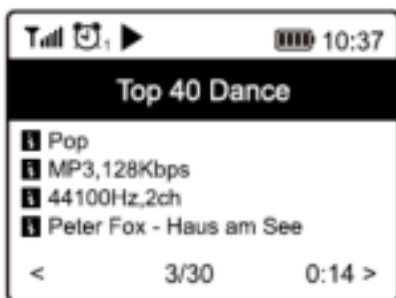 1 10:37
Top 40 Dance
i Pop
i MP3,128Kbps
i 44100Hz,2ch
i Peter Fox - Haus am See
< 3/30 0:14 >